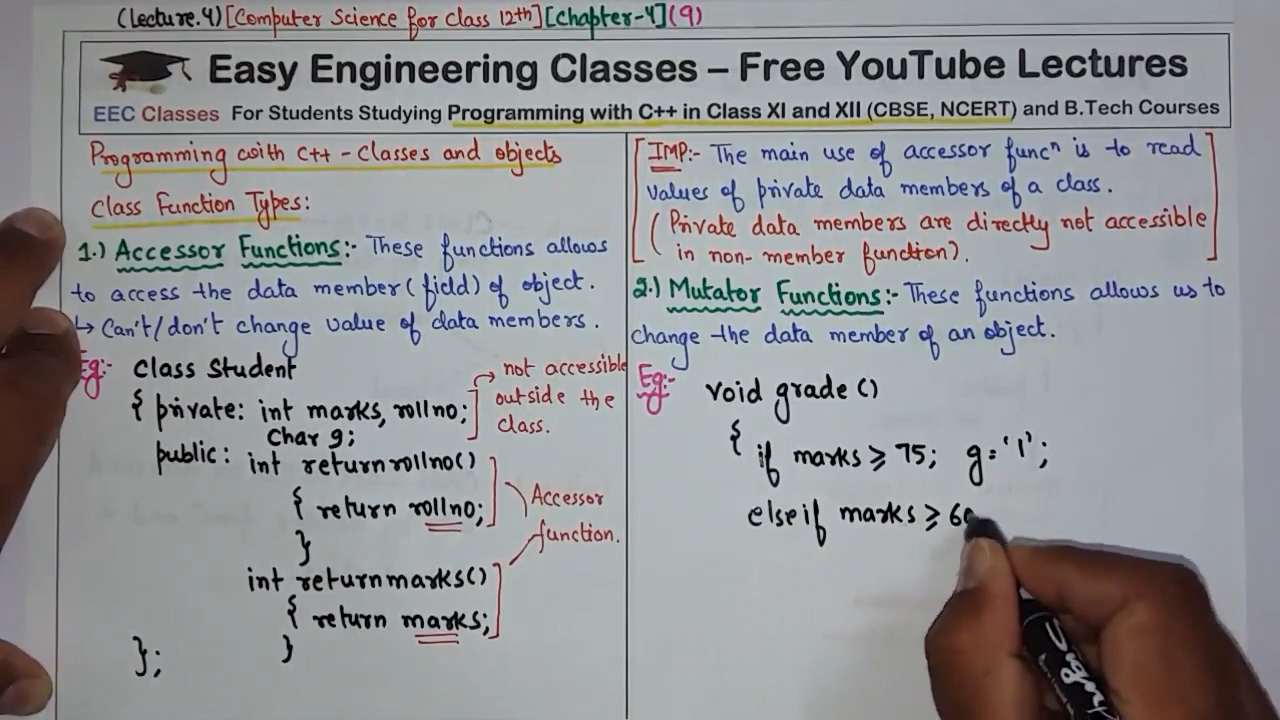 (Lecture.4) [Computer Science for class 12th] [Chapter-4] (9)
Easy Engineering Classes – Free YouTube Lectures
EEC Classes For Students Studying Programming with C++ in Class XI and XII (CBSE, NCERT) and B.Tech Courses
Programming with C++ - Classes and objects
Class Function Types:
1.) Accessor Functions:- These functions allows
to access the data member (field) of object.
↳ Can't/don't change value of data members.
Eg:- class Student
{ private: int marks, rollno;
char g;
public: int returnrollno()
{ return rollno;
}
int returnmarks()
{ return marks;
}
};
→ not accessible
outside the
class.
Accessor
function.
[IMP:- The main use of accessor funcⁿ is to read
values of private data members of a class.
(Private data members are directly not accessible
in non-member function).]
2.) Mutator Functions:- These functions allows us to
change the data member of an object.
Eg:- void grade()
{ if marks ≥ 75; g='1';
elseif marks ≥ 60